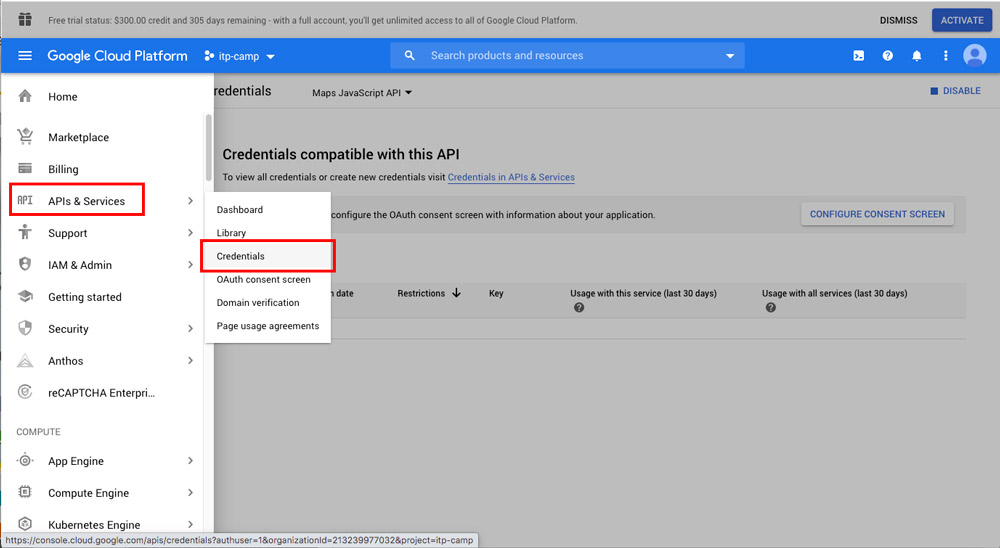 Free trial status: $300.00 credit and 305 days remaining - with a full account, you'll get unlimited access to all of Google Cloud Platform.
DISMISS
ACTIVATE
Google Cloud Platform
itp-camp
Search products and resources
Home
Marketplace
Billing
API APIs & Services
Support
IAM & Admin
Getting started
Security
Anthos
reCAPTCHA Enterpri...
COMPUTE
App Engine
Compute Engine
Kubernetes Engine
Dashboard
Library
Credentials
OAuth consent screen
Domain verification
Page usage agreements
redentials
Maps JavaScript API
DISABLE
Credentials compatible with this API
To view all credentials or create new credentials visit Credentials in APIs & Services
configure the OAuth consent screen with information about your application.
CONFIGURE CONSENT SCREEN
n date
Restrictions
Key
Usage with this service (last 30 days)
Usage with all services (last 30 days)
https://console.cloud.google.com/apis/credentials?authuser=1&organizationId=213239977032&project=itp-camp